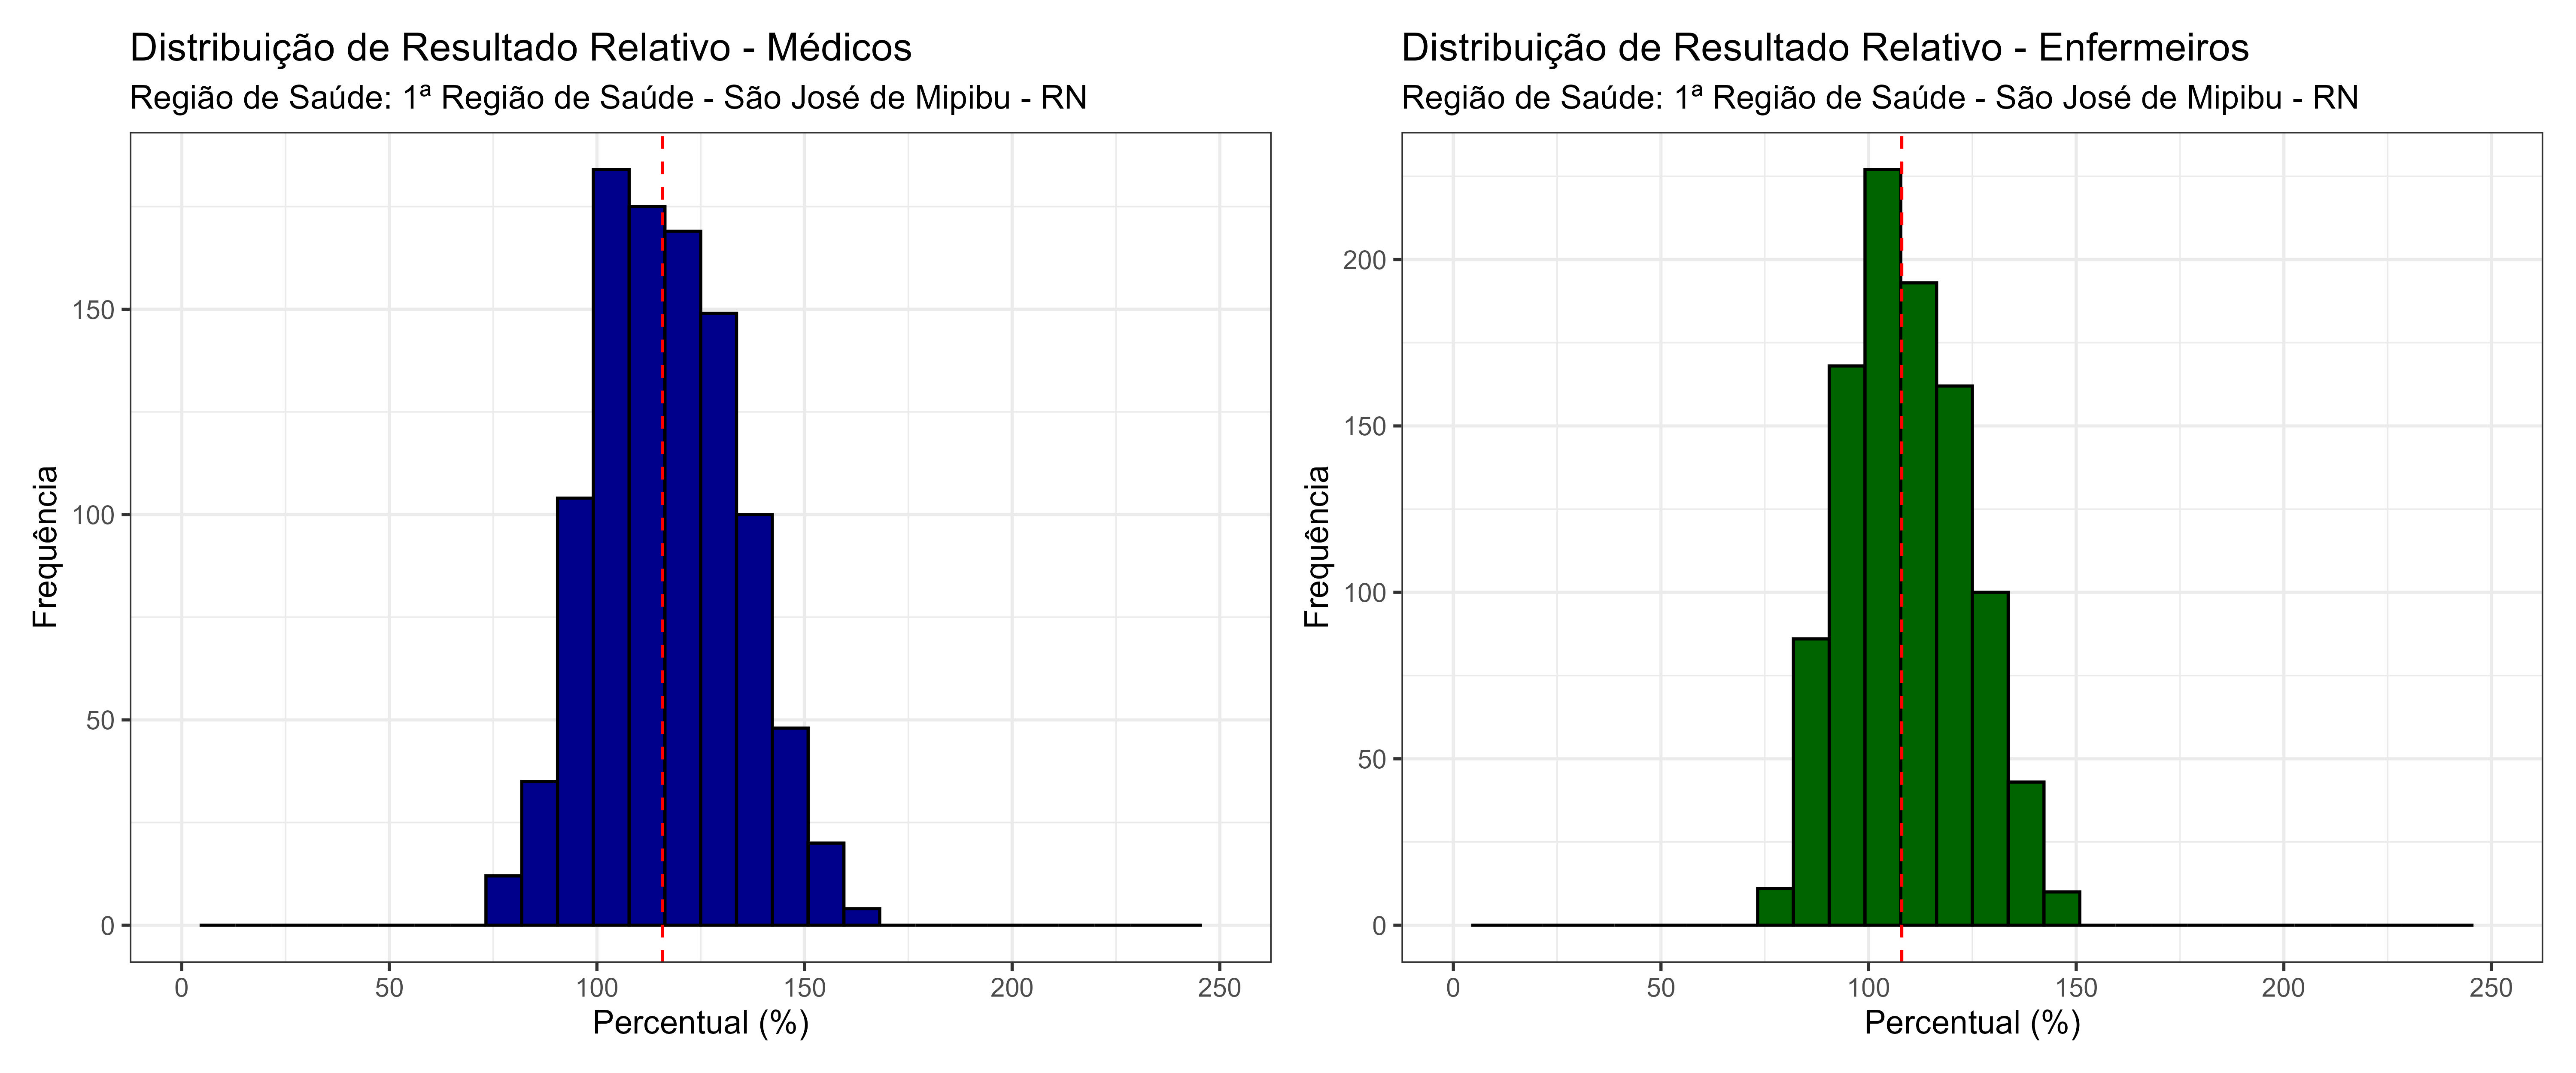 Distribuição de Resultado Relativo - Médicos
Região de Saúde: 1ª Região de Saúde - São José de Mipibu - RN
Frequência
150
100
50
0
0 50 100 150 200 250
Percentual (%)
Distribuição de Resultado Relativo - Enfermeiros
Região de Saúde: 1ª Região de Saúde - São José de Mipibu - RN
Frequência
200
150
100
50
0
0 50 100 150 200 250
Percentual (%)